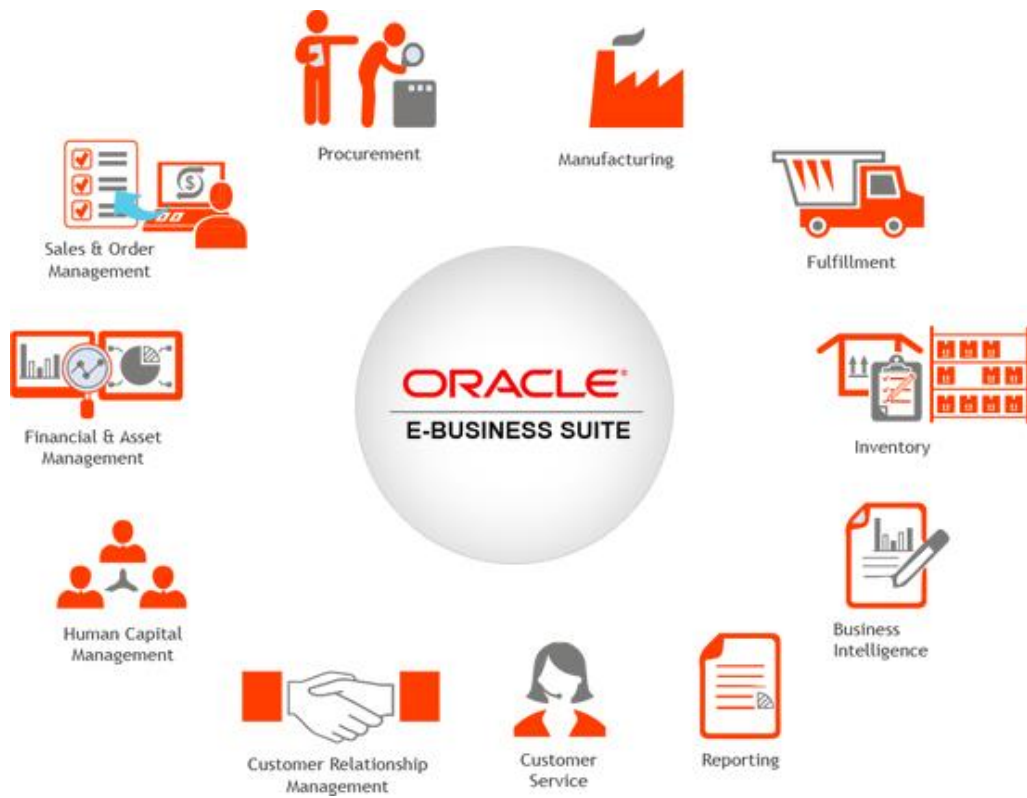 Procurement
Manufacturing
Sales & Order
Management
Fulfillment
ORACLE®
E-BUSINESS SUITE
Financial & Asset
Management
Inventory
Human Capital
Management
Business
Intelligence
Customer Relationship
Management
Customer
Service
Reporting